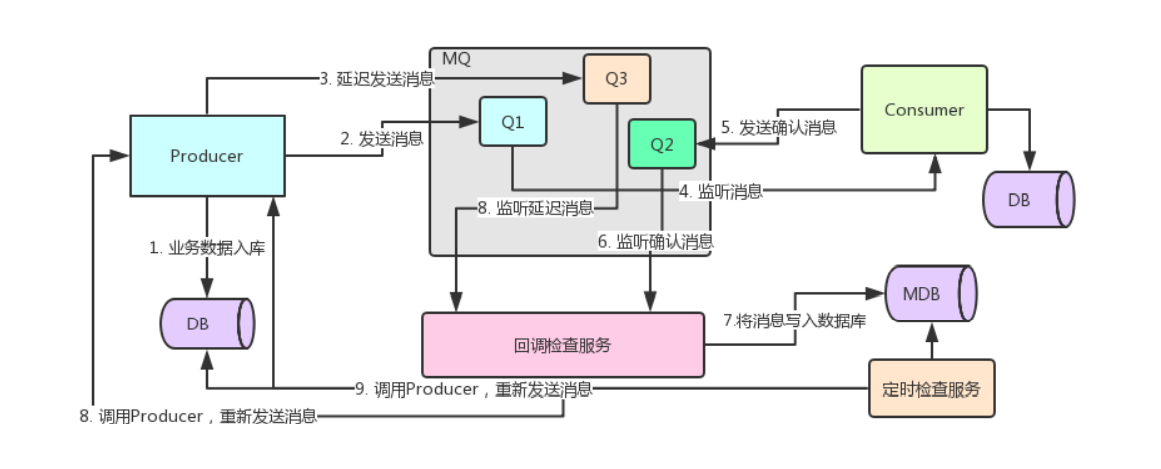 MQ
3. 延迟发送消息
Q3
Q1
Consumer
2. 发送消息
5. 发送确认消息
Q2
Producer
4. 监听消息
DB
8. 监听延迟消息
1. 业务数据入库
6. 监听确认消息
MDB
DB
7.将消息写入数据库
回调检查服务
9. 调用Producer，重新发送消息
定时检查服务
8. 调用Producer，重新发送消息